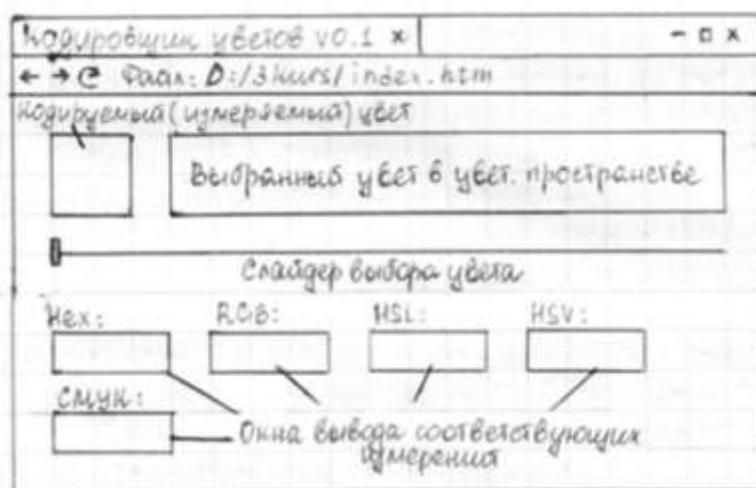 Кодировщик цветов v0.1 x
Файл: D:/3kurs/index.htm
Кодируемый (измеряемый) цвет
Выбранный цвет в цвет. пространстве
Слайдер выбора цвета
Hex: RGB: HSL: HSV:
CMYK:
Окна вывода соответствующих
измерений